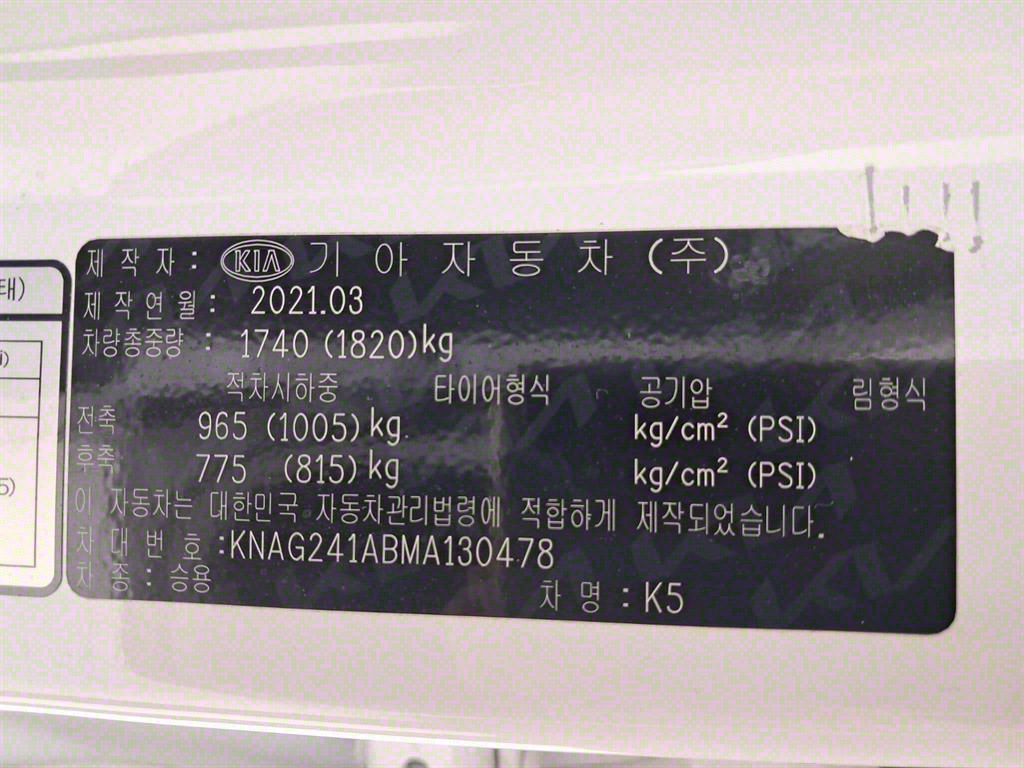 제 작 자 : KIA 기 아 자 동 차 (주)
제 작 연 월 : 2021.03
차량총중량 : 1740 (1820)kg
적차시하중 타이어형식 공기압 림형식
전축 965 (1005)kg kg/cm² (PSI)
후축 775 (815)kg kg/cm² (PSI)
이 자동차는 대한민국 자동차관리법령에 적합하게 제작되었습니다.
차 대 번 호 :KNAG241ABMA130478
차 종 : 승용 차 명 : K5
태)
i)
5)